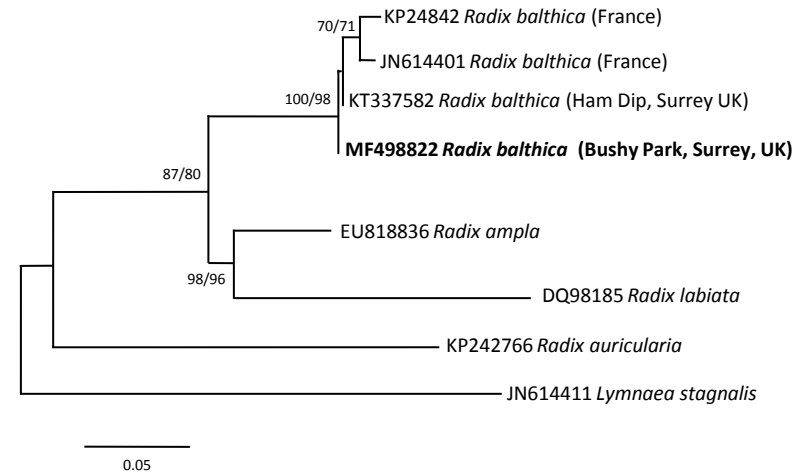 70/71
KP24842 Radix balthica (France)
JN614401 Radix balthica (France)
100/98
KT337582 Radix balthica (Ham Dip, Surrey UK)
MF498822 Radix balthica (Bushy Park, Surrey, UK)
87/80
EU818836 Radix ampla
98/96
DQ98185 Radix labiata
KP242766 Radix auricularia
JN614411 Lymnaea stagnalis
0.05